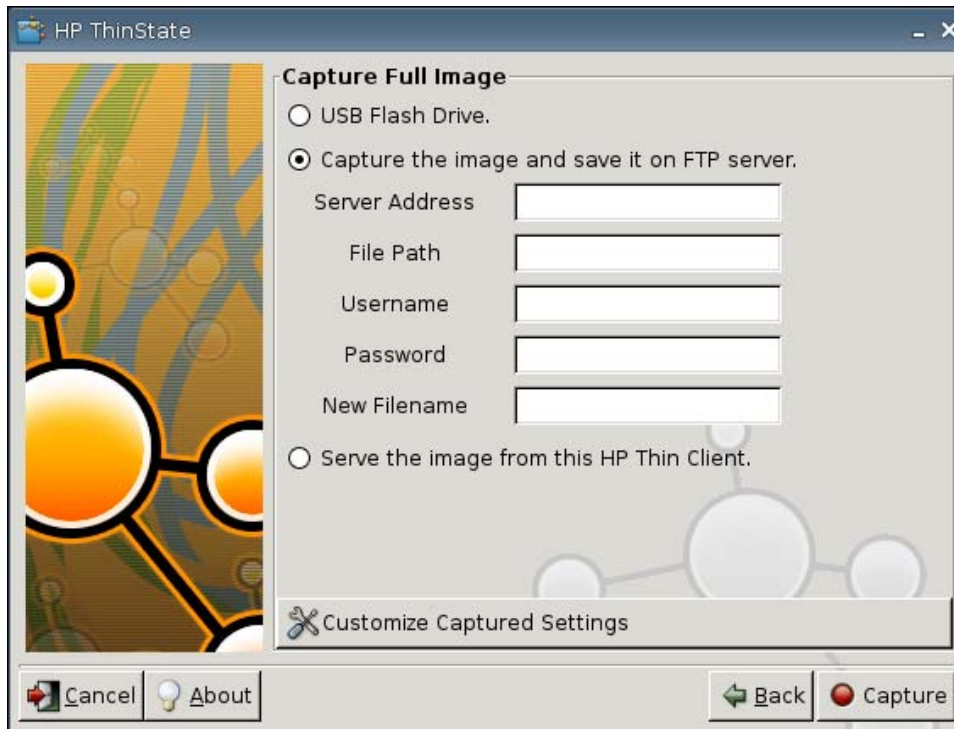 HP ThinState
Capture Full Image
USB Flash Drive.
Capture the image and save it on FTP server.
Server Address
File Path
Username
Password
New Filename
Serve the image from this HP Thin Client.
Customize Captured Settings
Cancel
About
Back
Capture